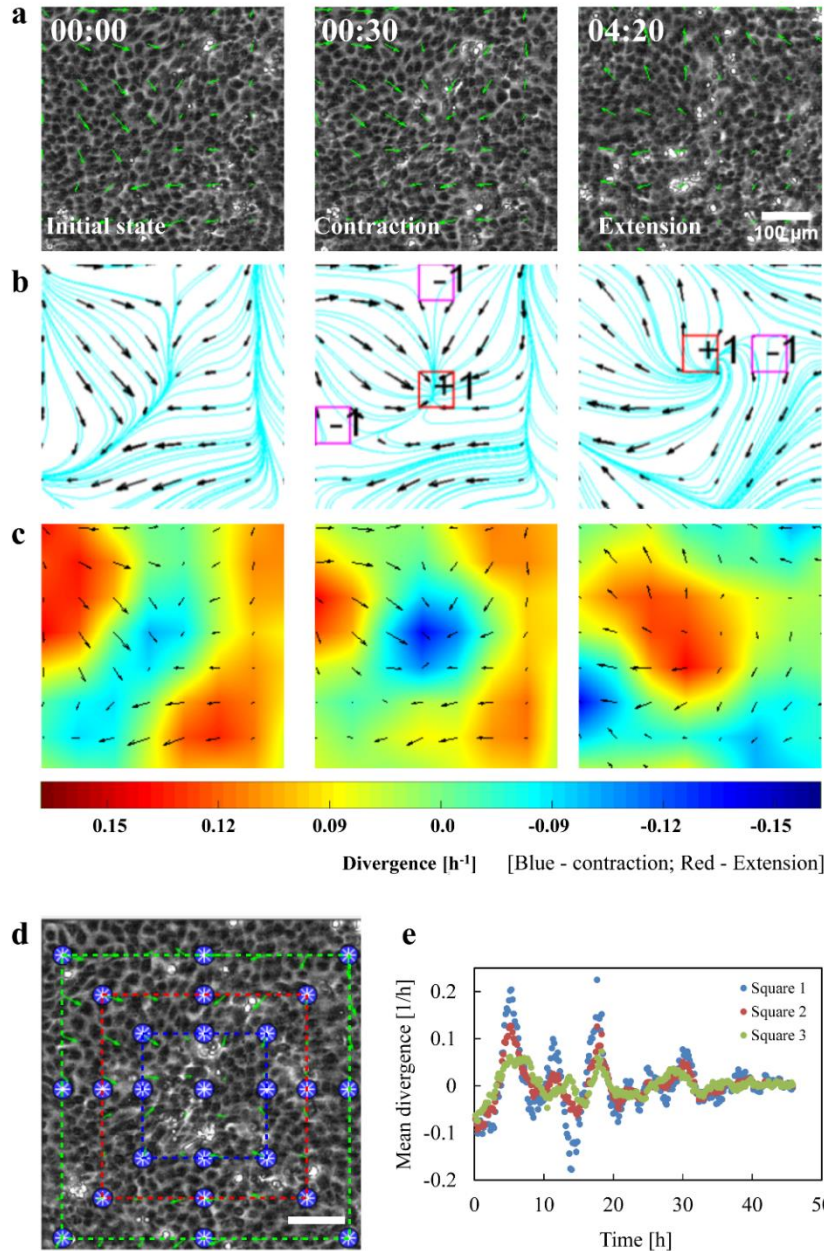 a
00:00 00:30 04:20
Initial state Contraction Extension 100 µm
b
-1
+1 +1 -1
-1
c
0.15 0.12 0.09 0.0 -0.09 -0.12 -0.15
Divergence [h⁻¹] [Blue - contraction; Red - Extension]
d e
Mean divergence [1/h]
0.2
0.1
0
-0.1
-0.2
Square 1
Square 2
Square 3
0 10 20 30 40 50
Time [h]